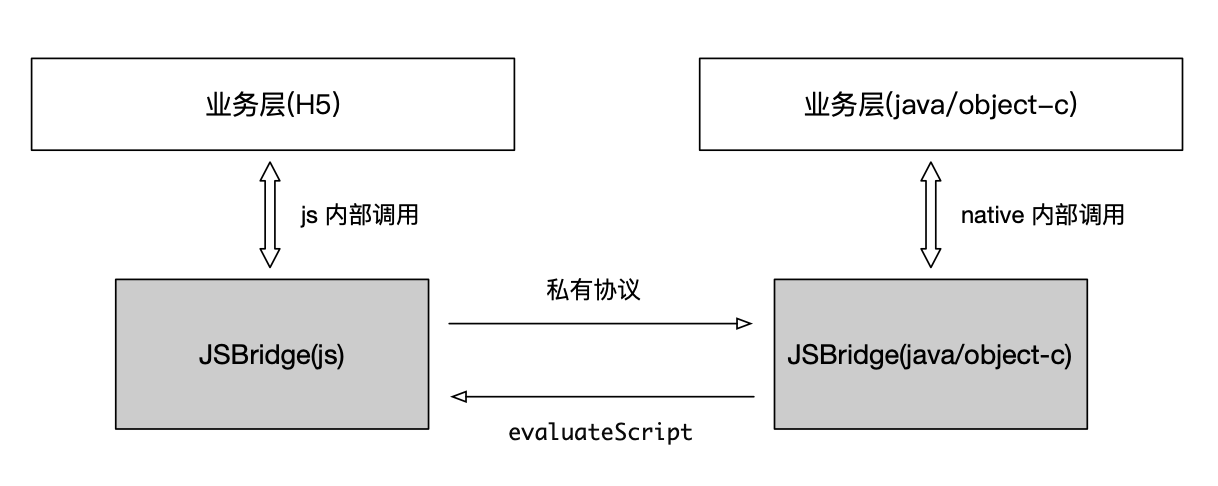 业务层(H5)
业务层(java/object-c)
js 内部调用
native 内部调用
私有协议
JSBridge(js)
JSBridge(java/object-c)
evaluateScript